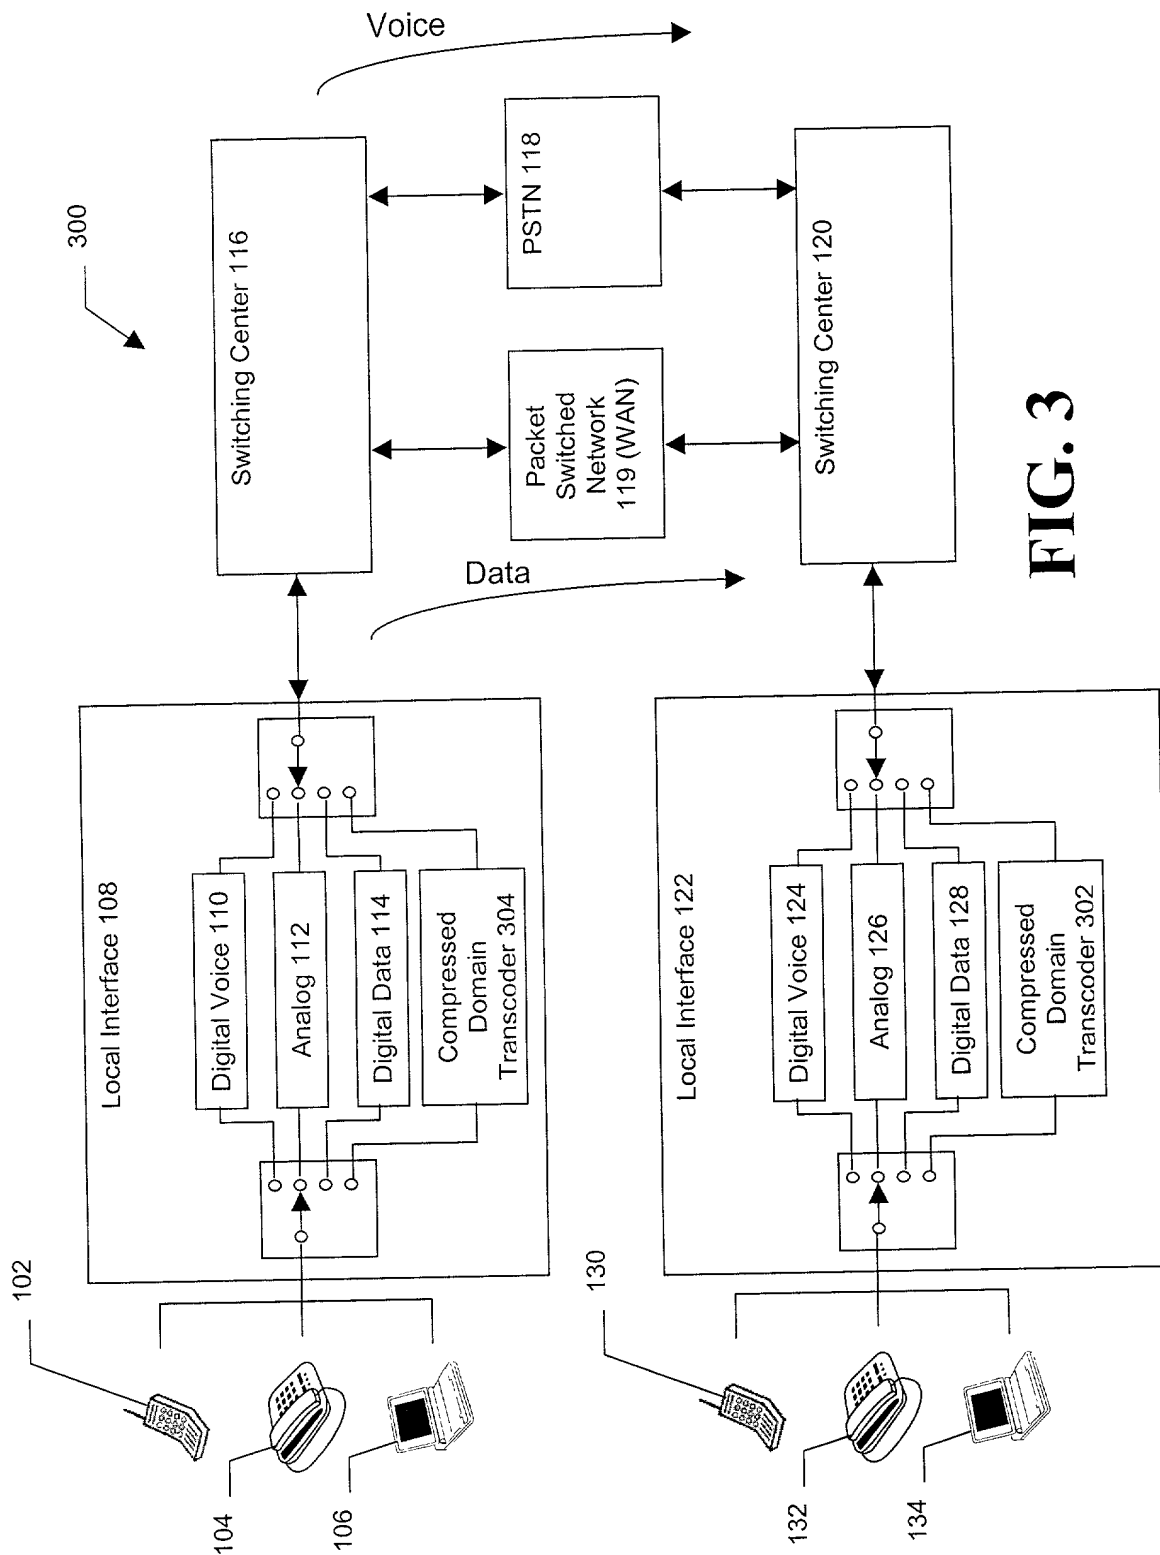 300
Voice
Switching Center 116
PSTN 118
Packet
Switched
Network
119 (WAN)
Switching Center 120
Data
Local Interface 108
Digital Voice 110
Analog 112
Digital Data 114
Compressed
Domain
Transcoder 304
Local Interface 122
Digital Voice 124
Analog 126
Digital Data 128
Compressed
Domain
Transcoder 302
102
104
106
130
132
134
FIG. 3